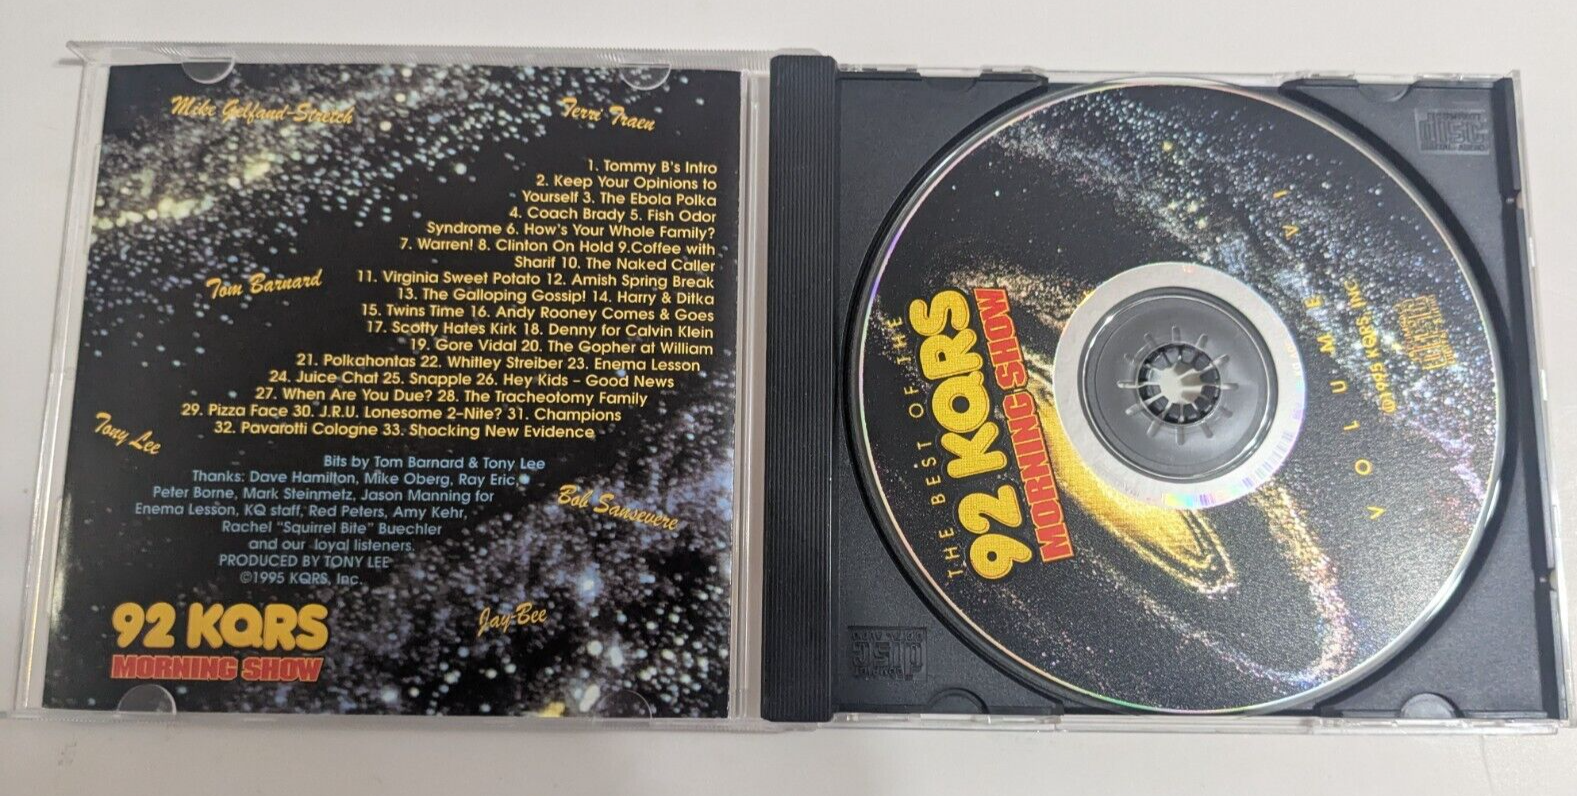 Mike Gelfand-Stretch
Terri Traen
1. Tommy B's Intro
2. Keep Your Opinions to
Yourself 3. The Ebola Polka
4. Coach Brady 5. Fish Odor
Syndrome 6. How's Your Whole Family?
7. Warren! 8. Clinton On Hold 9.Coffee with
Sharif 10. The Naked Caller
11. Virginia Sweet Potato 12. Amish Spring Break
13. The Galloping Gossip! 14. Harry & Ditka
15. Twins Time 16. Andy Rooney Comes & Goes
17. Scotty Hates Kirk 18. Denny for Calvin Klein
19. Gore Vidal 20. The Gopher at William
21. Polkahontas 22. Whitley Streiber 23. Enema Lesson
24. Juice Chat 25. Snapple 26. Hey Kids - Good News
27. When Are You Due? 28. The Tracheotomy Family
29. Pizza Face 30. J.R.U. Lonesome 2-Nite? 31. Champions
32. Pavarotti Cologne 33. Shocking New Evidence
Tom Barnard
Tony Lee
Bits by Tom Barnard & Tony Lee
Thanks: Dave Hamilton, Mike Oberg, Ray Eric,
Peter Borne, Mark Steinmetz, Jason Manning for
Enema Lesson, KQ staff, Red Peters, Amy Kehr,
Rachel "Squirrel Bite" Buechler
and our loyal listeners.
PRODUCED BY TONY LEE
©1995 KQRS, Inc.
Bob Sansevere
Jay-Bee
92 KQRS
MORNING SHOW
THE BEST OF THE
92 KQRS
MORNING SHOW
VOLUME VI
©1995 KQRS INC